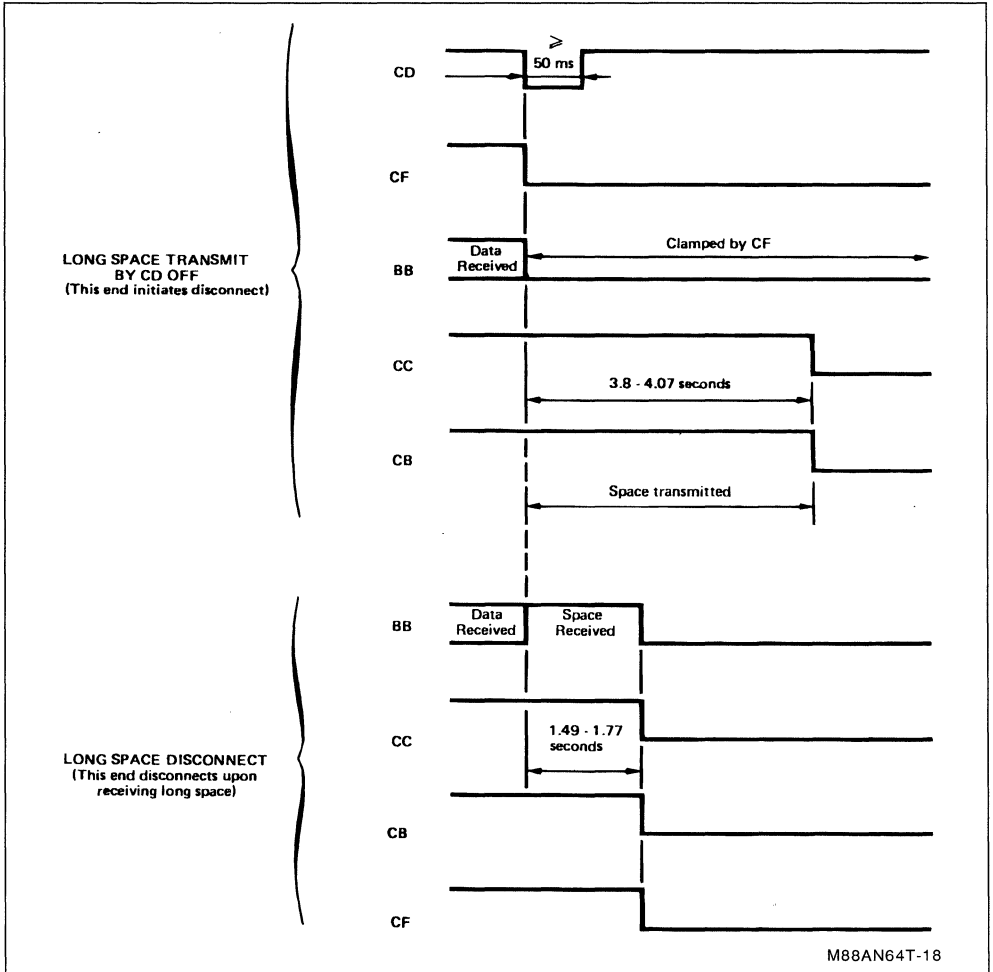 ≥
50 ms
CD
CF
LONG SPACE TRANSMIT
BY CD OFF
(This end initiates disconnect)
Data
Received
Clamped by CF
BB
CC
3.8 - 4.07 seconds
CB
Space transmitted
BB
Data
Received
Space
Received
LONG SPACE DISCONNECT
(This end disconnects upon
receiving long space)
CC
1.49 - 1.77
seconds
CB
CF
M88AN64T-18